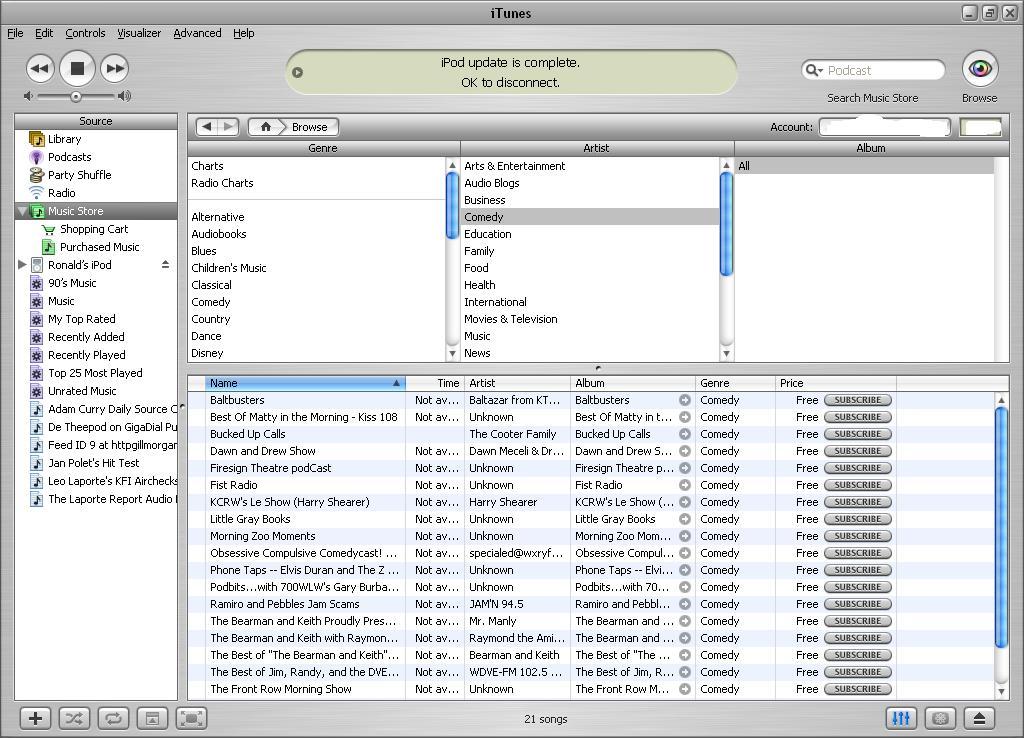 iTunes
File Edit Controls Visualizer Advanced Help
iPod update is complete.
OK to disconnect.
Podcast
Search Music Store
Browse
Source
Library
Podcasts
Party Shuffle
Radio
Music Store
Shopping Cart
Purchased Music
Ronald's iPod
90's Music
Music
My Top Rated
Recently Added
Recently Played
Top 25 Most Played
Unrated Music
Adam Curry Daily Source C
De Theepod on GigaDial Pu
Feed ID 9 at httpgillmorgan
Jan Polet's Hit Test
Leo Laporte's KFI Airchecks
The Laporte Report Audio
Browse
Account:
Genre Artist Album
Charts
Radio Charts
Alternative
Audiobooks
Blues
Children's Music
Classical
Comedy
Country
Dance
Disney
Arts & Entertainment
Audio Blogs
Business
Comedy
Education
Family
Food
Health
International
Movies & Television
Music
News
All
Name Time Artist Album Genre Price
Baltbusters Not av... Baltazar from KT... Baltbusters Comedy Free SUBSCRIBE
Best Of Matty in the Morning - Kiss 108 Not av... Unknown Best Of Matty in t... Comedy Free SUBSCRIBE
Bucked Up Calls The Cooter Family Bucked Up Calls Comedy Free SUBSCRIBE
Dawn and Drew Show Not av... Dawn Meceli & Dr... Dawn and Drew S... Comedy Free SUBSCRIBE
Firesign Theatre podCast Not av... Unknown Firesign Theatre p... Comedy Free SUBSCRIBE
Fist Radio Not av... Unknown Fist Radio Comedy Free SUBSCRIBE
KCRW's Le Show (Harry Shearer) Not av... Harry Shearer KCRW's Le Show (... Comedy Free SUBSCRIBE
Little Gray Books Not av... Unknown Little Gray Books Comedy Free SUBSCRIBE
Morning Zoo Moments Not av... Unknown Morning Zoo Mom... Comedy Free SUBSCRIBE
Obsessive Compulsive Comedycast! ... Not av... specialed@wxryf... Obsessive Compul... Comedy Free SUBSCRIBE
Phone Taps -- Elvis Duran and The Z ... Not av... Unknown Phone Taps -- Elvi... Comedy Free SUBSCRIBE
Podbits...with 700WLW's Gary Burba... Not av... Unknown Podbits...with 70... Comedy Free SUBSCRIBE
Ramiro and Pebbles Jam Scams Not av... JAM'N 94.5 Ramiro and Pebbl... Comedy Free SUBSCRIBE
The Bearman and Keith Proudly Pres... Not av... Mr. Manly The Bearman and ... Comedy Free SUBSCRIBE
The Bearman and Keith with Raymon... Not av... Raymond the Ami... The Bearman and ... Comedy Free SUBSCRIBE
The Best of "The Bearman and Keith"... Not av... Bearman and Keith The Best of "The ... Comedy Free SUBSCRIBE
The Best of Jim, Randy, and the DVE... Not av... WDVE-FM 102.5 ... The Best of Jim, R... Comedy Free SUBSCRIBE
The Front Row Morning Show Not av... Unknown The Front Row M... Comedy Free SUBSCRIBE
21 songs